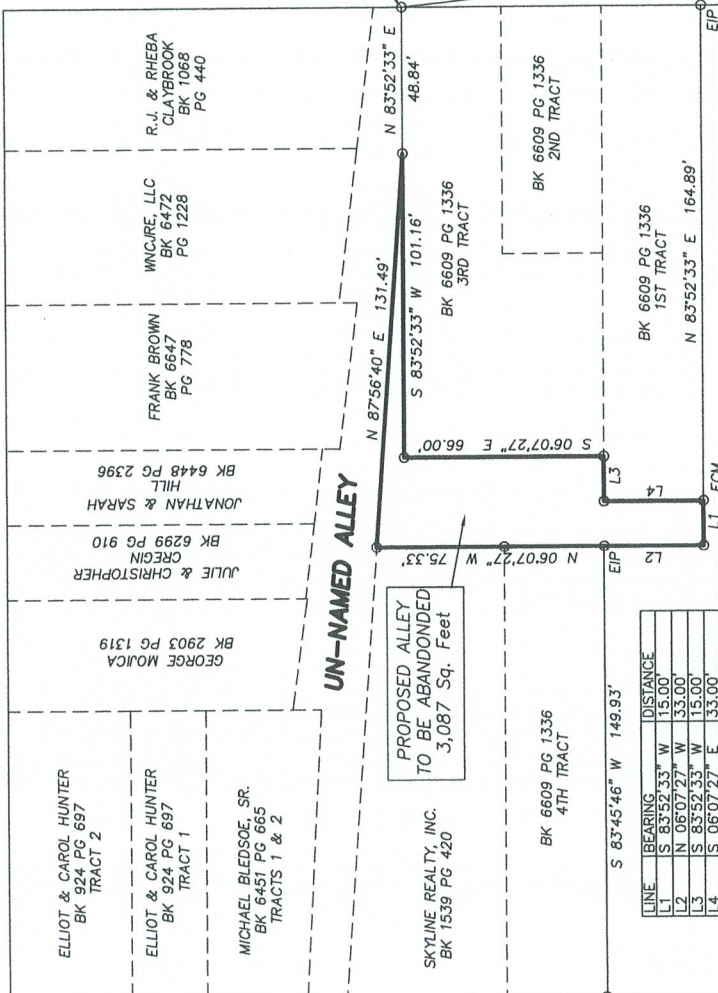 R.J. & RHEBA
CLAYBROOK
BK 1068
PG 440
WNCJRE, LLC
BK 6472
PG 1228
FRANK BROWN
BK 6647
PG 778
JONATHAN & SARAH
HILL
BK 6448 PG 2396
JULIE & CHRISTOPHER
CREGIN
BK 6299 PG 910
GEORGE MOJICA
BK 2903 PG 1319
ELLIOT & CAROL HUNTER
BK 924 PG 697
TRACT 2
ELLIOT & CAROL HUNTER
BK 924 PG 697
TRACT 1
MICHAEL BLEDSOE, SR.
BK 6451 PG 665
TRACTS 1 & 2
UN-NAMED ALLEY
N 83°52'33" E
48.84'
N 87°56'40" E 131.49'
S 83°52'33" W 101.16'
BK 6609 PG 1336
3RD TRACT
BK 6609 PG 1336
2ND TRACT
S 06°07'27" E 66.00'
N 06°07'27" W 75.33'
PROPOSED ALLEY
TO BE ABANDONDED
3,087 Sq. Feet
SKYLINE REALTY, INC.
BK 1539 PG 420
BK 6609 PG 1336
4TH TRACT
S 83°45'46" W 149.93'
BK 6609 PG 1336
1ST TRACT
N 83°52'33" E 164.89'
L3
L4
L2
L1
EIP
ECM
EIP
LINE BEARING DISTANCE
L1 S 83°52'33" W 15.00'
L2 N 06°07'27" W 33.00'
L3 S 83°52'33" W 15.00'
L4 S 06°07'27" E 33.00'